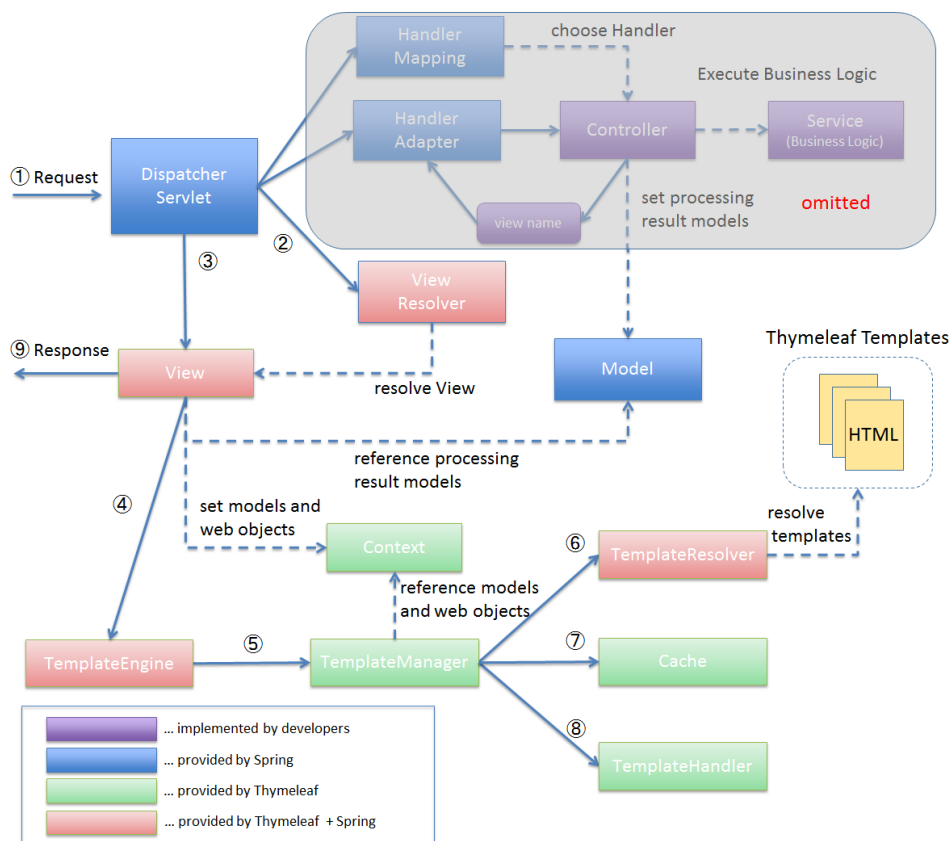 Handler
Mapping
choose Handler
Execute Business Logic
Handler
Adapter
Controller
Service
(Business Logic)
① Request
Dispatcher
Servlet
view name
set processing
result models
omitted
②
③
View
Resolver
Thymeleaf Templates
⑨ Response
View
resolve View
Model
HTML
reference processing
result models
④
set models and
web objects
resolve
templates
Context
⑥
TemplateResolver
reference models
and web objects
⑤
⑦
TemplateEngine
TemplateManager
Cache
⑧
TemplateHandler
... implemented by developers
... provided by Spring
... provided by Thymeleaf
... provided by Thymeleaf + Spring